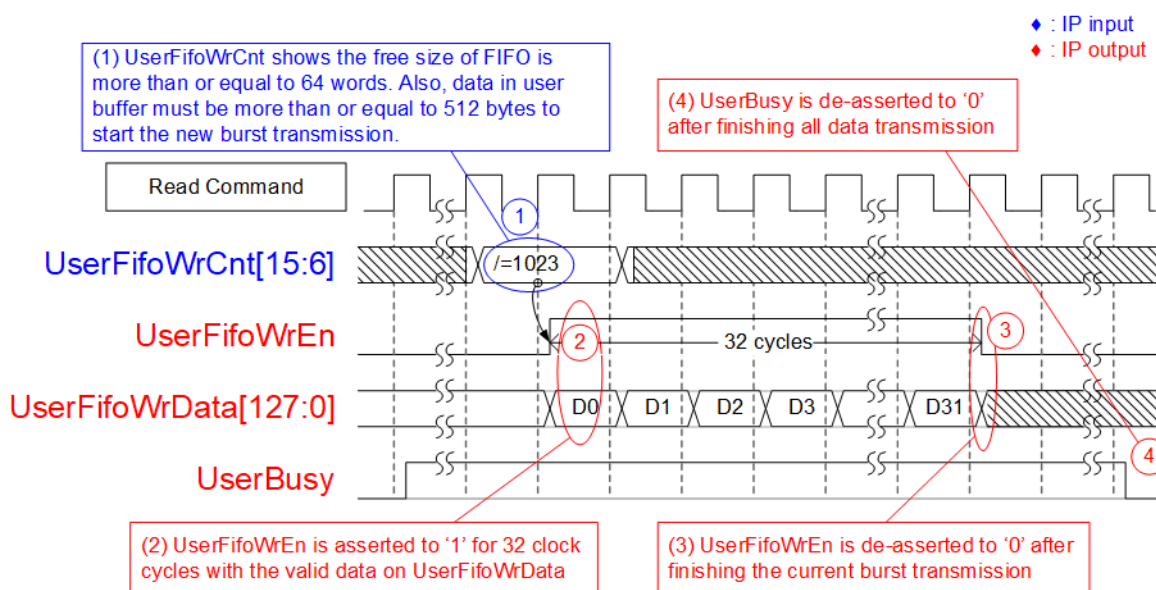 ♦ : IP input
♦ : IP output
(1) UserFifoWrCnt shows the free size of FIFO is
more than or equal to 64 words. Also, data in user
buffer must be more than or equal to 512 bytes to
start the new burst transmission.
(4) UserBusy is de-asserted to ‘0’
after finishing all data transmission
Read Command
1
UserFifoWrCnt[15:6]
/=1023
UserFifoWrEn
2
32 cycles
3
UserFifoWrData[127:0]
D0
D1
D2
D3
D31
UserBusy
4
(2) UserFifoWrEn is asserted to ‘1’ for 32 clock
cycles with the valid data on UserFifoWrData
(3) UserFifoWrEn is de-asserted to ‘0’ after
finishing the current burst transmission